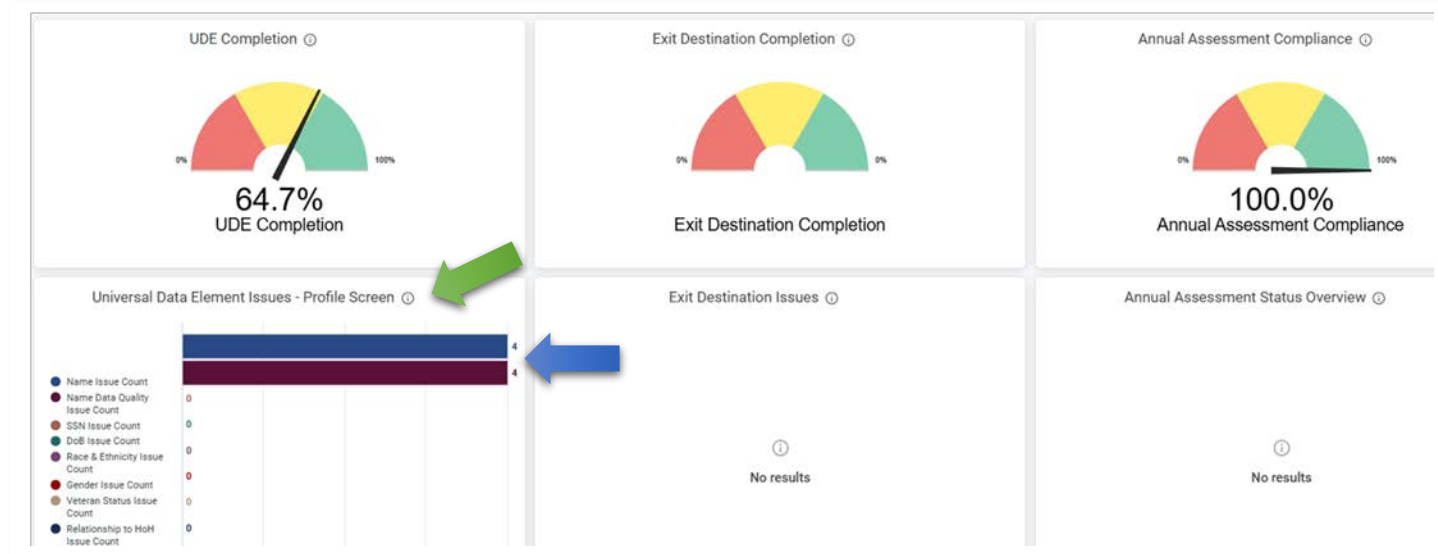 UDE Completion
0%
100%
64.7%
UDE Completion
Exit Destination Completion
0%
0%
Exit Destination Completion
Annual Assessment Compliance
0%
100%
100.0%
Annual Assessment Compliance
Universal Data Element Issues - Profile Screen
4
4
Name Issue Count
Name Data Quality
Issue Count
0
SSN Issue Count
0
DoB Issue Count
Race & Ethnicity Issue
Count
0
Gender Issue Count
0
Veteran Status Issue
Count
0
Relationship to HoH
Issue Count
0
Exit Destination Issues
No results
Annual Assessment Status Overview
No results